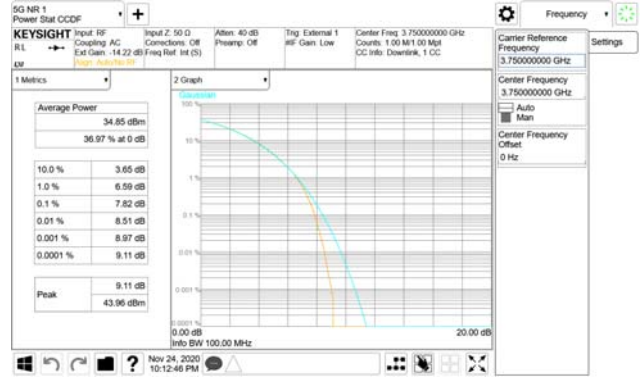 5G NR 1
Power Stat CCDF
Frequency
KEYSIGHT
RL
Input: RF
Coupling: AC
Ext Gain: -14.22 dB
Align: Auto/No RF
Input Z: 50 Ω
Corrections: Off
Freq Ref: Int (S)
Atten: 40 dB
Preamp: Off
Trig: External 1
#IF Gain: Low
Center Freq: 3.750000000 GHz
Counts: 1.00 M/1.00 Mpt
CC Info: Downlink, 1 CC
Carrier Reference
Frequency
3.750000000 GHz
Settings
Center Frequency
3.750000000 GHz
Auto
Man
Center Frequency
Offset
0 Hz
1 Metrics
2 Graph
Average Power
34.85 dBm
36.97 % at 0 dB
10.0 % 3.65 dB
1.0 % 6.59 dB
0.1 % 7.82 dB
0.01 % 8.51 dB
0.001 % 8.97 dB
0.0001 % 9.11 dB
Peak
9.11 dB
43.96 dBm
Gaussian
100 %
10 %
1 %
0.1 %
0.01 %
0.001 %
0.0001 %
0.00 dB
20.00 dB
Info BW 100.00 MHz
?
Nov 24, 2020
10:12:46 PM